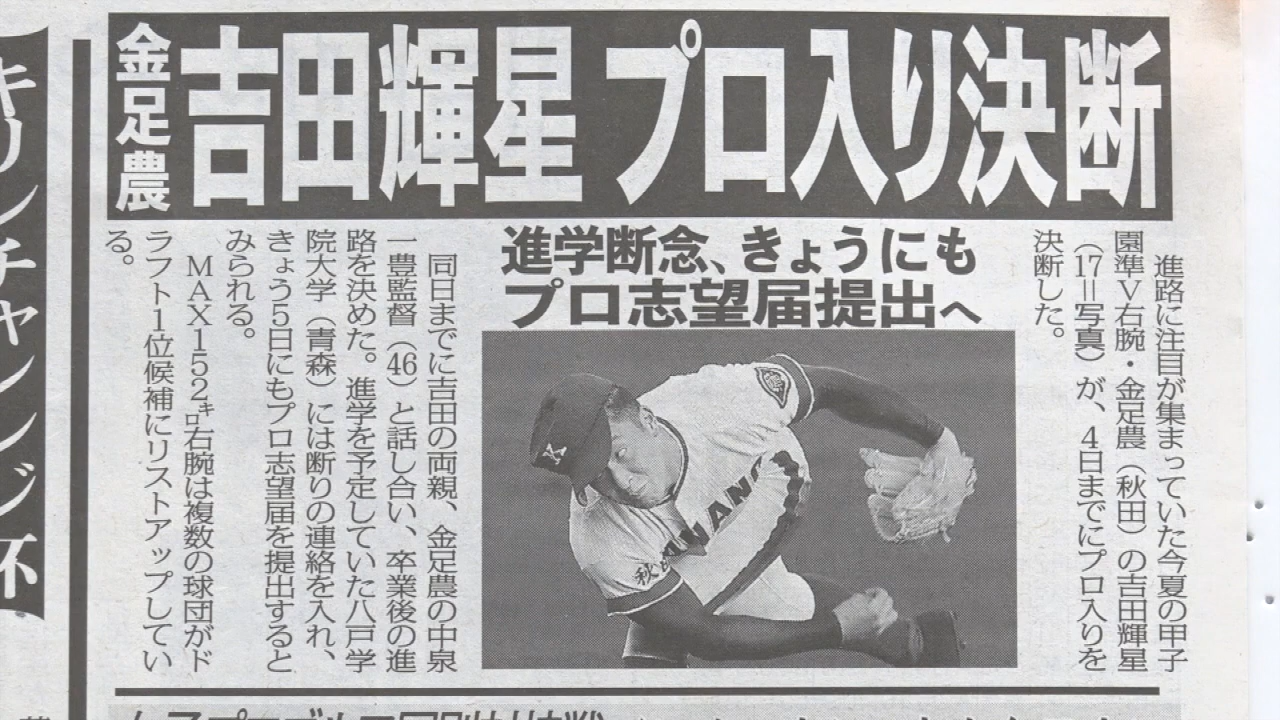 金足農
吉田輝星 プロ入り決断
進学断念、きょうにも
プロ志望届提出へ
進路に注目が集まっていた今夏の甲子
園準V右腕・金足農（秋田）の吉田輝星
（17＝写真）が、4日までにプロ入りを
決断した。
同日までに吉田の両親、金足農の中泉
一豊監督（46）と話し合い、卒業後の進
路を決めた。進学を予定していた八戸学
院大学（青森）には断りの連絡を入れ、
きょう5日にもプロ志望届を提出すると
みられる。
MAX152㌔右腕は複数の球団がド
ラフト1位候補にリストアップしてい
る。
キリンチャレンジ杯
秋田